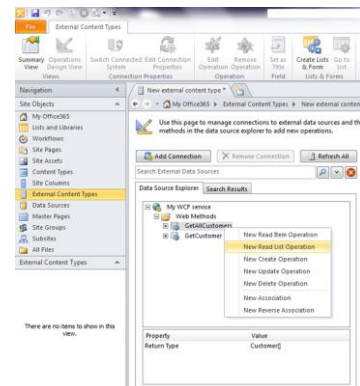 File
External Content Types
Summary View
Operations Design View
Switch Connected System
Edit Connection Properties
Edit Operation
Remove Operation
Set as Title
Create Lists & Form
Go to List
Views
Connection Properties
Operation
Field
Lists & Forms
Navigation
New external content type *
Site Objects
My Office365
External Content Types
New external conten
My Office365
Lists and Libraries
Workflows
Site Pages
Site Assets
Content Types
Site Columns
External Content Types
Data Sources
Master Pages
Site Groups
Subsites
All Files
External Content Types
There are no items to show in this view.
Use this page to manage connections to external data sources and th
methods in the data source explorer to add new operations.
Add Connection
Remove Connection
Refresh All
Search External Data Sources
Data Source Explorer
Search Results
My WCF service
Web Methods
GetAllCustomers
GetCustomer
New Read Item Operation
New Read List Operation
New Create Operation
New Update Operation
New Delete Operation
New Association
New Reverse Association
Property
Value
Return Type
Customer[]